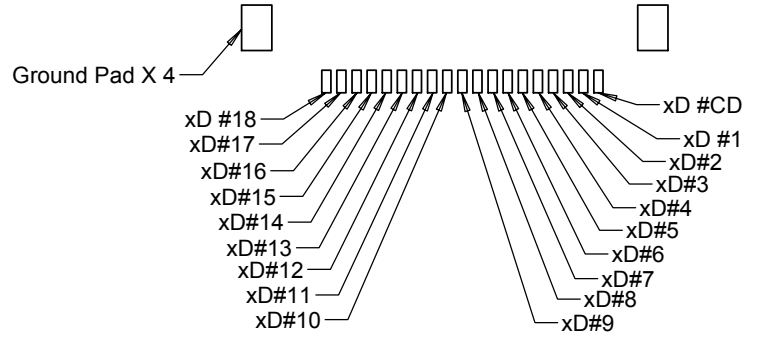 Ground Pad X 4
xD #18
xD#17
xD#16
xD#15
xD#14
xD#13
xD#12
xD#11
xD#10
xD #CD
xD #1
xD#2
xD#3
xD#4
xD#5
xD#6
xD#7
xD#8
xD#9